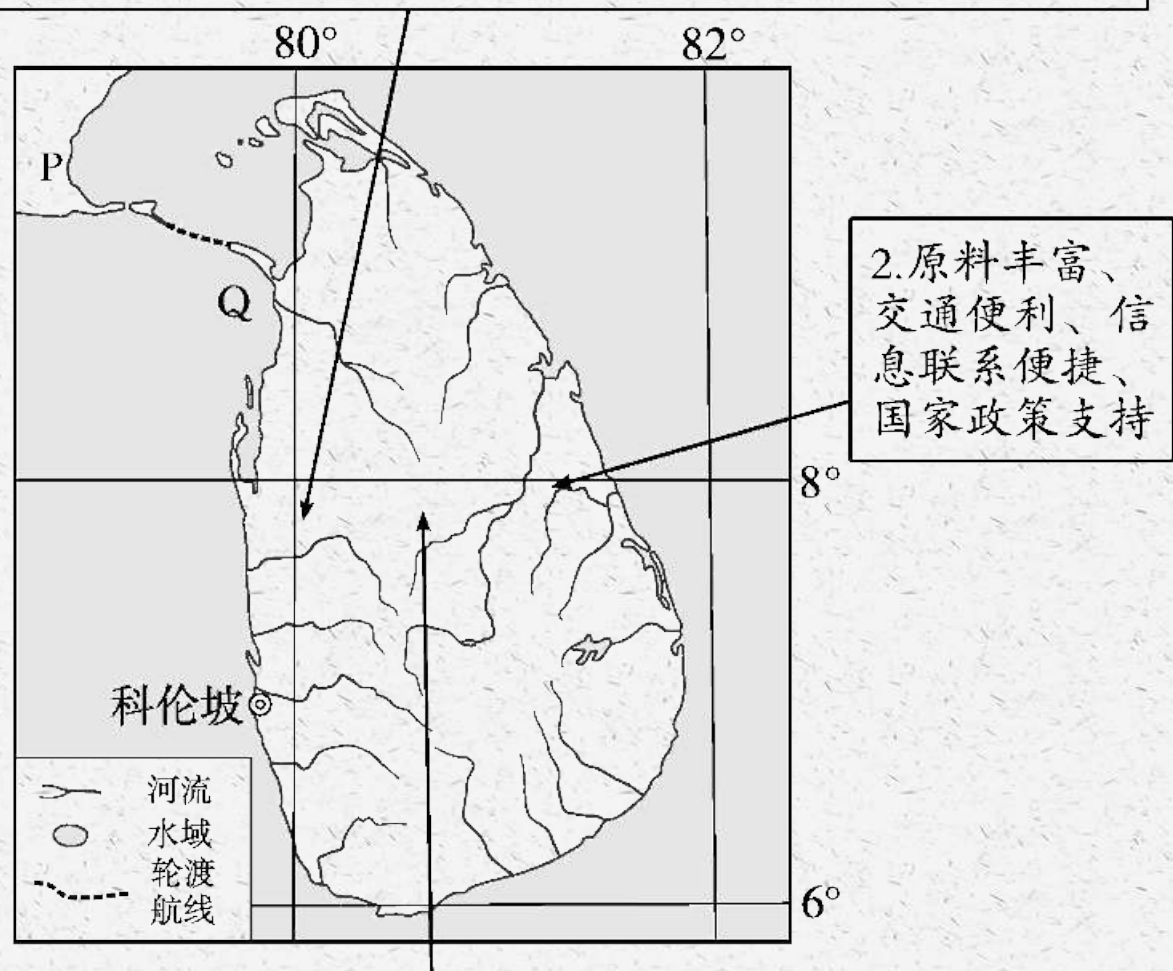 80°
82°
P
2.原料丰富、
交通便利、信
息联系便捷、
国家政策支持
Q
8°
科伦坡
河流
水域
轮渡
航线
6°